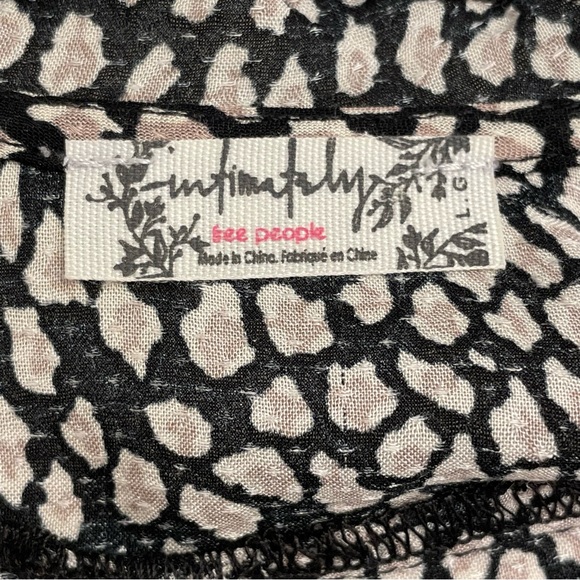 intimately
free people
Made in China. Fabriqué en Chine
L.G